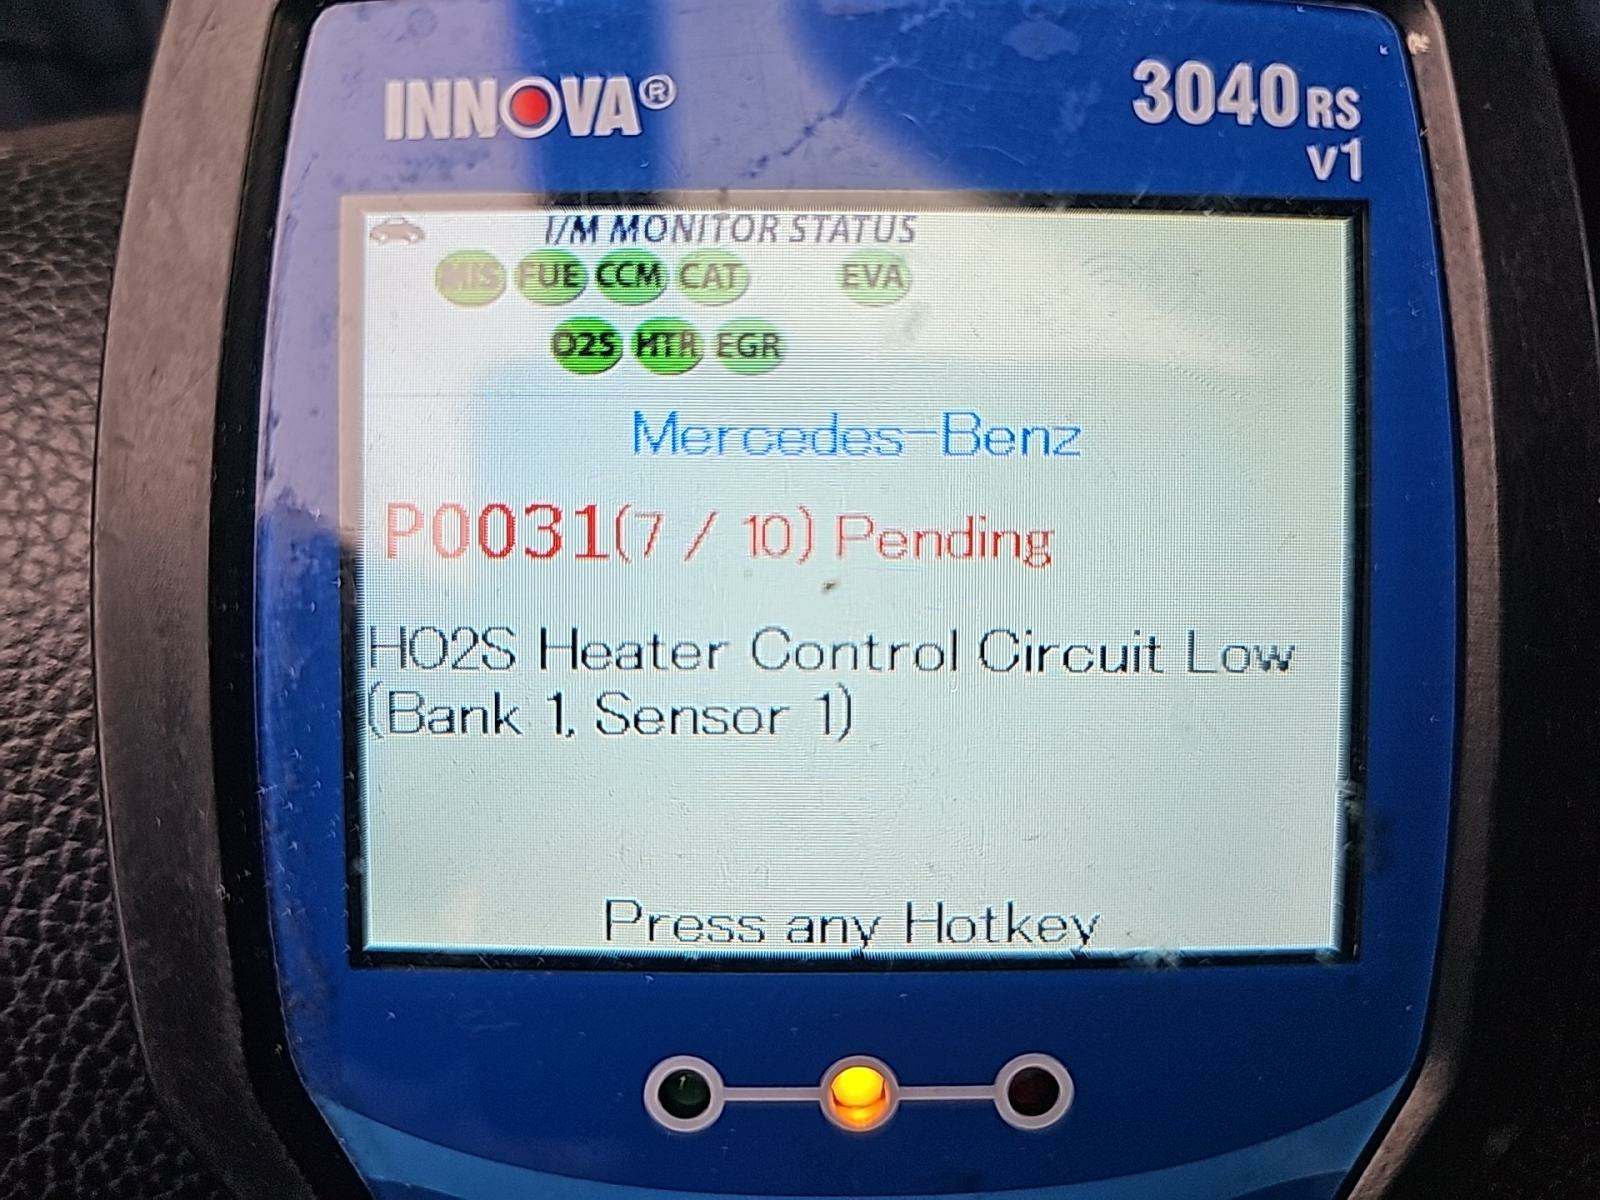 INNOVA®
3040RS
v1
I/M MONITOR STATUS
MIS FUE CCM CAT EVA
O2S HTR EGR
Mercedes-Benz
P0031(7 / 10) Pending
HO2S Heater Control Circuit Low
(Bank 1, Sensor 1)
Press any Hotkey